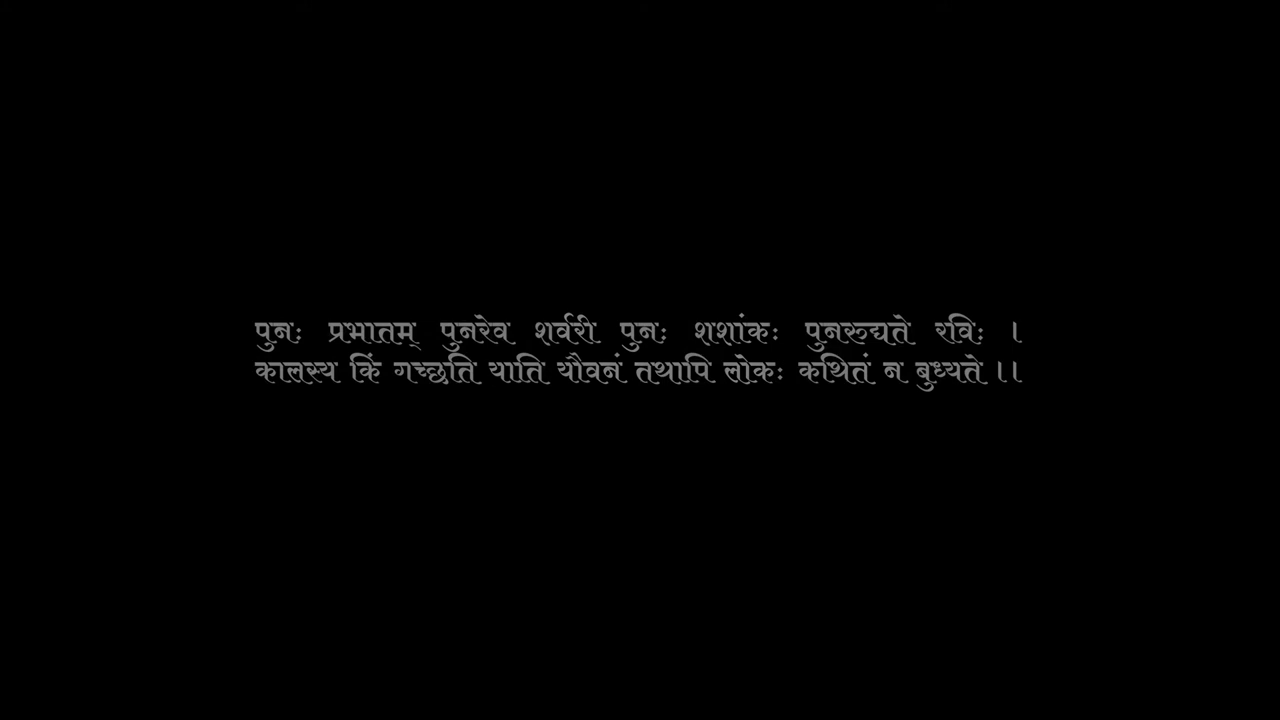 पुनः प्रभातम् पुनरेव शर्वरी पुनः शशांकः पुनरुद्यते रविः ।
कालस्य किं गच्छति याति यौवनं तथापि लोकः कथितं न बुध्यते ।।